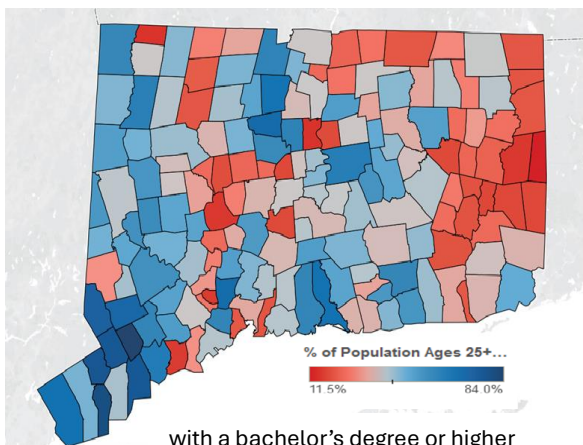 % of Population Ages 25+...
11.5% 84.0%
with a bachelor's degree or higher